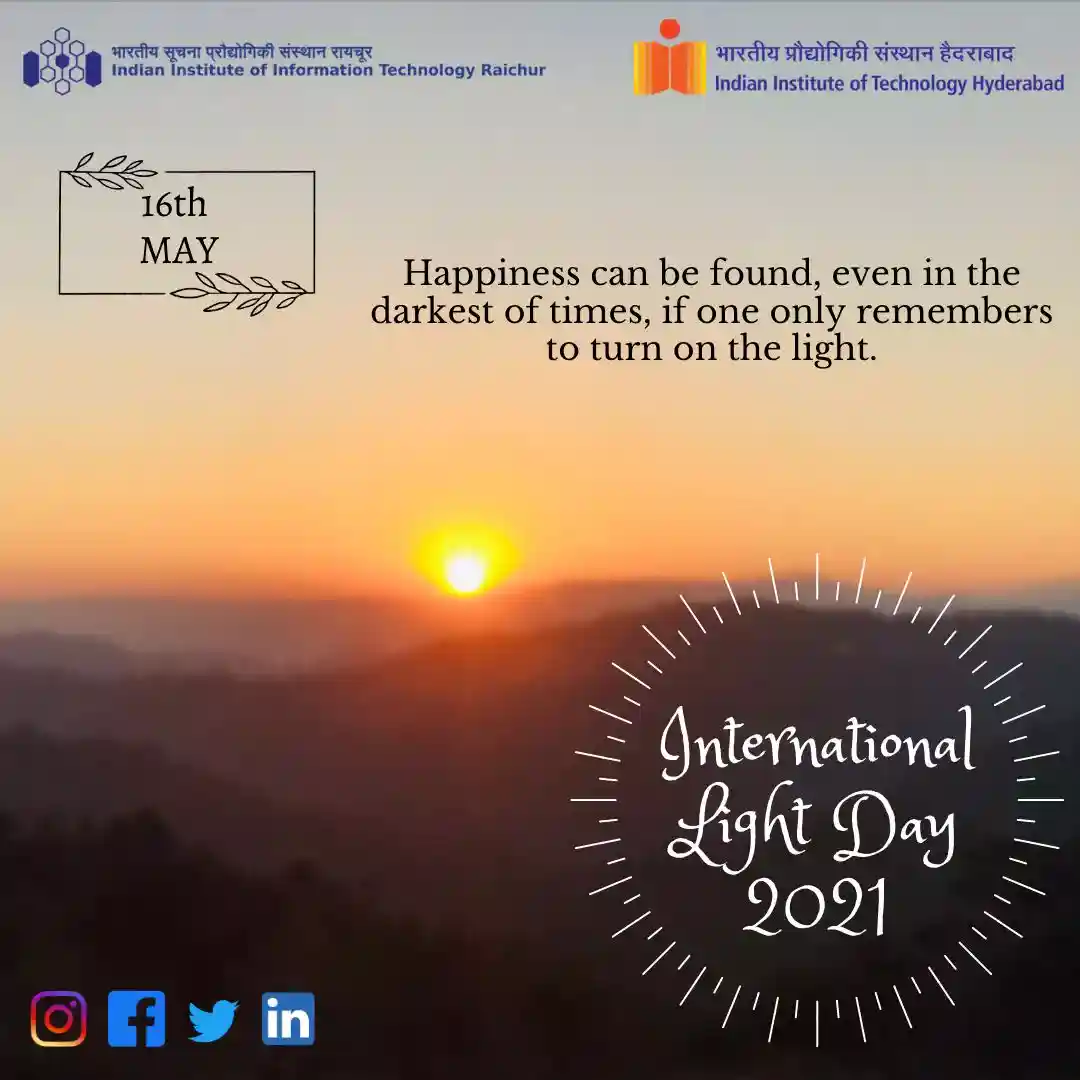 भारतीय सूचना प्रौद्योगिकी संस्थान रायचूर
Indian Institute of Information Technology Raichur
भारतीय प्रौद्योगिकी संस्थान हैदराबाद
Indian Institute of Technology Hyderabad
16th
MAY
Happiness can be found, even in the
darkest of times, if one only remembers
to turn on the light.
International
Light Day
2021
in